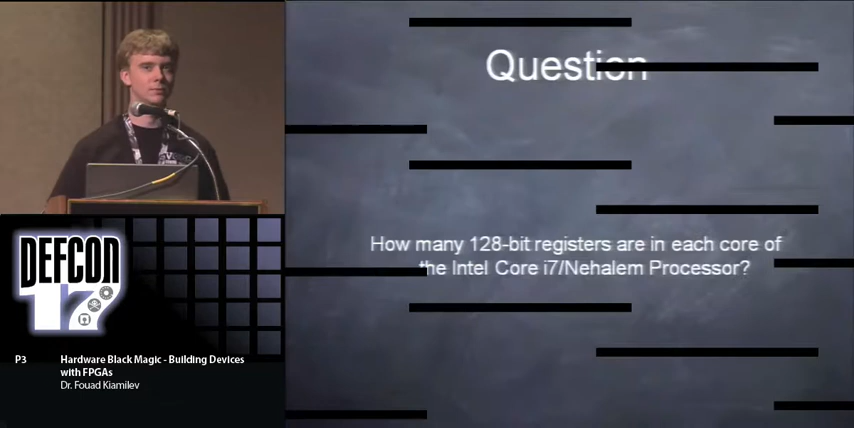 Question
How many 128-bit registers are in each core of
the Intel Core i7/Nehalem Processor?
DEFCON
17
P3
Hardware Black Magic - Building Devices
with FPGAs
Dr. Fouad Kiamilev